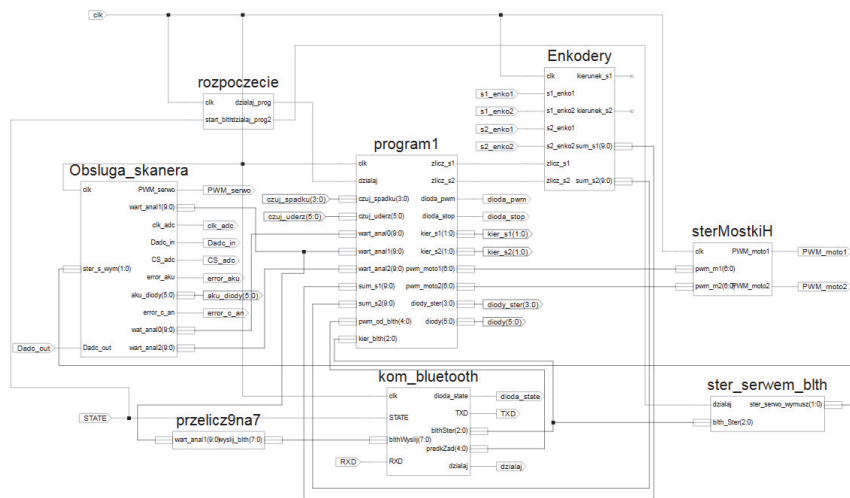 clk
Enkodery
clk kierunek_s1
s1_enko1 s1_enko1
s1_enko2 s1_enko2 kierunek_s2
s2_enko1 s2_enko1
s2_enko2 s2_enko2 sum_s1(9:0)
zlicz_s1
zlicz_s2 sum_s2(9:0)
rozpoczecie
clk dzialaj_prog
start_blth dzialaj_prog2
program1
clk zlicz_s1
dzialaj zlicz_s2
czuj_spadku(3:0) czuj_spadku(3:0) dioda_pwm dioda_pwm
czuj_uderz(5:0) czuj_uderz(5:0) dioda_stop dioda_stop
wart_anal0(9:0) kier_s1(1:0) kier_s1(1:0)
wart_anal1(9:0) kier_s2(1:0) kier_s2(1:0)
wart_anal2(9:0) pwm_moto1(6:0)
sum_s1(9:0) pwm_moto2(6:0)
sum_s2(9:0) diody_ster(3:0) diody_ster(3:0)
pwm_od_blth(4:0) diody(5:0) diody(5:0)
kier_blth(2:0)
Obsluga_skanera
clk PWM_serwo PWM_serwo
wart_anal1(9:0)
clk_adc clk_adc
Dadc_in Dadc_in
ster_s_wym(1:0) CS_adc CS_adc
error_aku error_aku
aku_diody(5:0) aku_diody(5:0)
error_c_an error_c_an
wat_anal0(9:0)
Dadc_out Dadc_out wart_anal2(9:0)
sterMostkiH
clk PWM_moto1 PWM_moto1
pwm_m1(6:0)
pwm_m2(6:0) PWM_moto2 PWM_moto2
kom_bluetooth
clk dioda_state dioda_state
STATE STATE TXD TXD
blthSter(2:0)
blthWyslij(7:0) predkZad(4:0)
RXD RXD dzialaj dzialaj
przelicz9na7
wart_anal1(9:0) wyslij_blth(7:0)
ster_serwem_blth
dzialaj ster_serwo_wymusz(1:0)
blth_Ster(2:0)